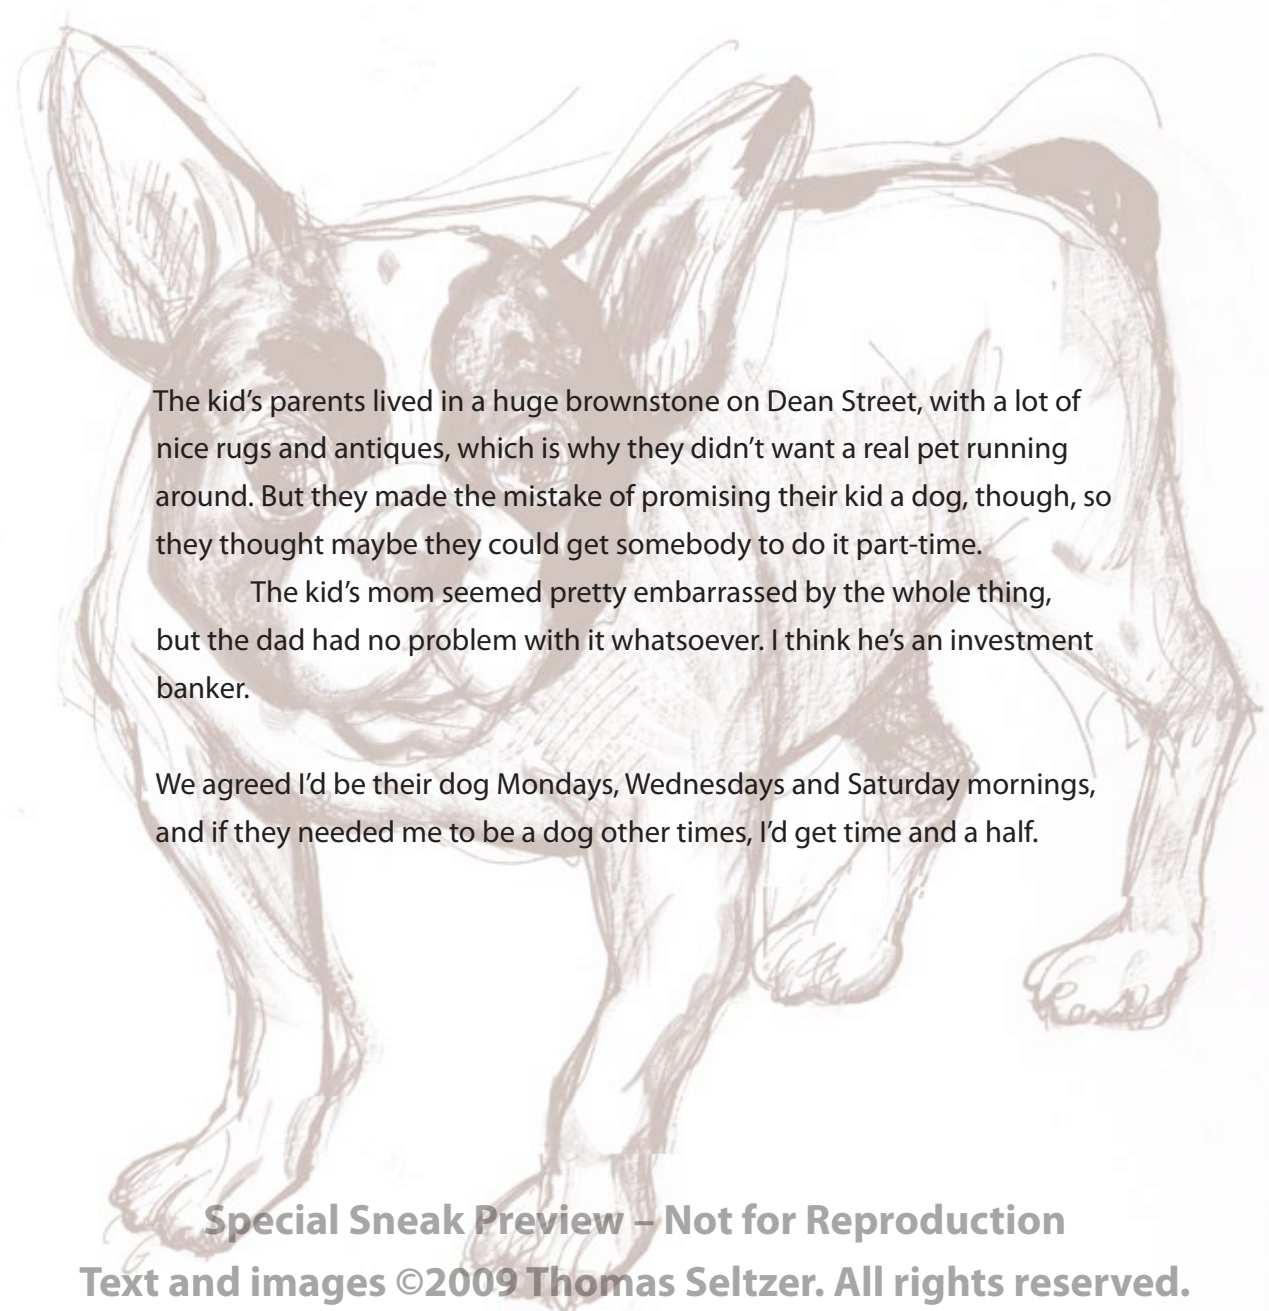 The kid’s parents lived in a huge brownstone on Dean Street, with a lot of
nice rugs and antiques, which is why they didn’t want a real pet running
around. But they made the mistake of promising their kid a dog, though, so
they thought maybe they could get somebody to do it part-time.
The kid’s mom seemed pretty embarrassed by the whole thing,
but the dad had no problem with it whatsoever. I think he’s an investment
banker.
We agreed I’d be their dog Mondays, Wednesdays and Saturday mornings,
and if they needed me to be a dog other times, I’d get time and a half.
Special Sneak Preview – Not for Reproduction
Text and images ©2009 Thomas Seltzer. All rights reserved.